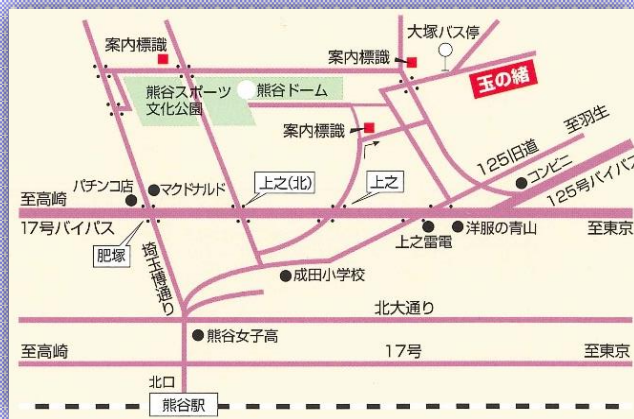 大塚バス停
案内標識
案内標識
玉の緒
熊谷スポーツ
文化公園
熊谷ドーム
案内標識
至羽生
125旧道
コンビニ
125号バイパス
パチンコ店
マクドナルド
上之(北)
上之
至高崎
17号バイパス
肥塚
上之雷電
洋服の青山
至東京
埼玉博通り
成田小学校
北大通り
熊谷女子高
至高崎
17号
至東京
北口
熊谷駅